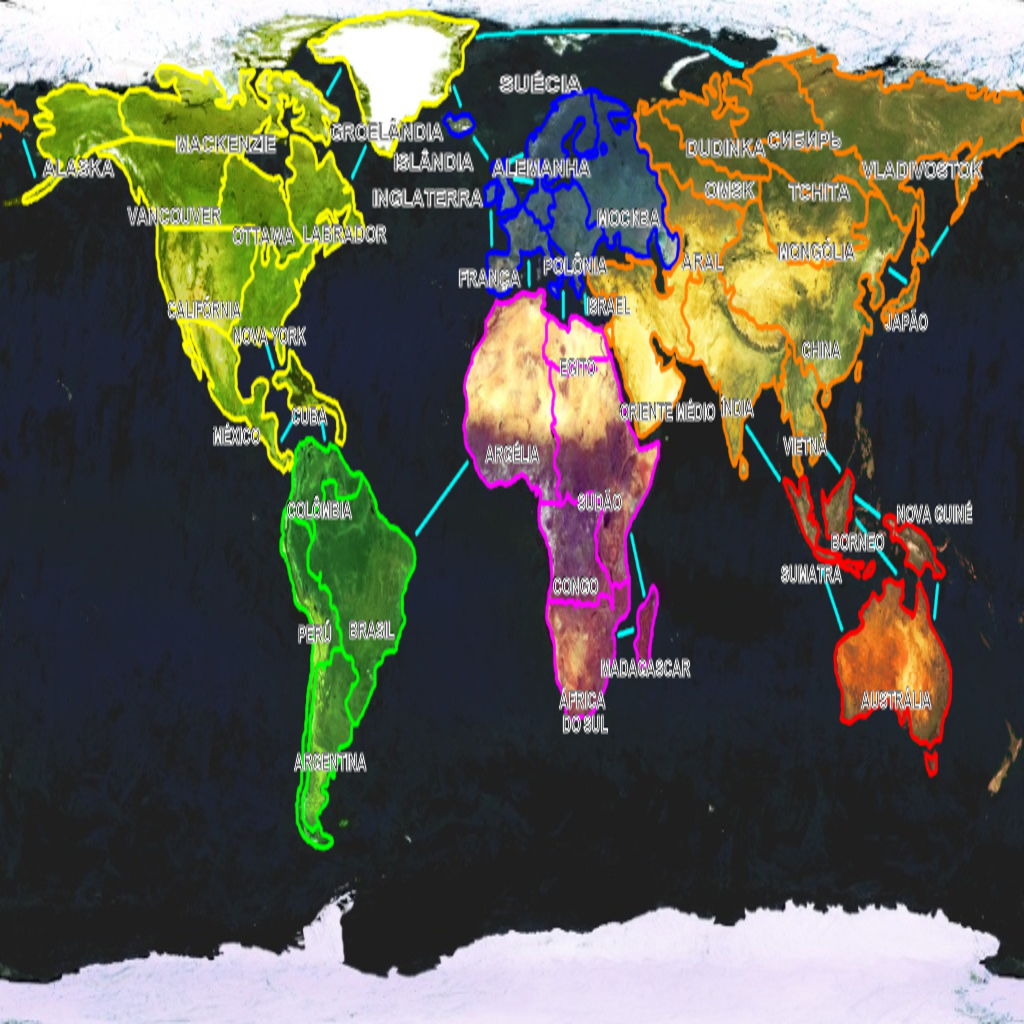 SUÉCIA
GROELÂNDIA
MACKENZIE
ISLÂNDIA
ALEMANHA
DUDINKA
СИБИРЬ
ALASKA
VLADIVOSTOK
INGLATERRA
OMSK
TCHITA
VANCOUVER
OTTAWA
LABRADOR
МОСКВА
MONGÓLIA
FRANÇA
POLÔNIA
ARAL
CALIFÓRNIA
NOVA YORK
ISRAEL
JAPÃO
CHINA
EGITO
ORIENTE MÉDIO
ÍNDIA
CUBA
MÉXICO
ARGÉLIA
VIETNÃ
COLÔMBIA
SUDÃO
NOVA GUINÉ
BORNEO
SUMATRA
CONGO
PERÚ
BRASIL
MADAGASCAR
ÁFRICA
DO SUL
AUSTRÁLIA
ARGENTINA